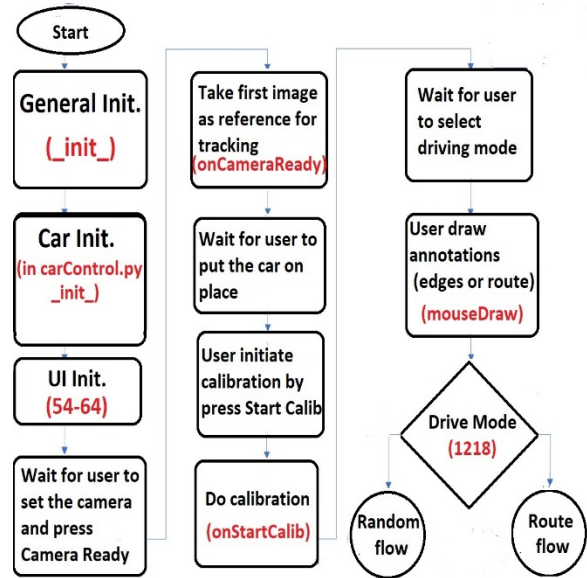 Start
General Init.
(_init_)
Car Init.
(in carControl.py
_init_)
UI Init.
(54-64)
Wait for user to
set the camera
and press
Camera Ready
Take first image
as reference for
tracking
(onCameraReady)
Wait for user to
put the car on
place
User initiate
calibration by
press Start Calib
Do calibration
(onStartCalib)
Wait for user
to select
driving mode
User draw
annotations
(edges or route)
(mouseDraw)
Drive Mode
(1218)
Random
flow
Route
flow